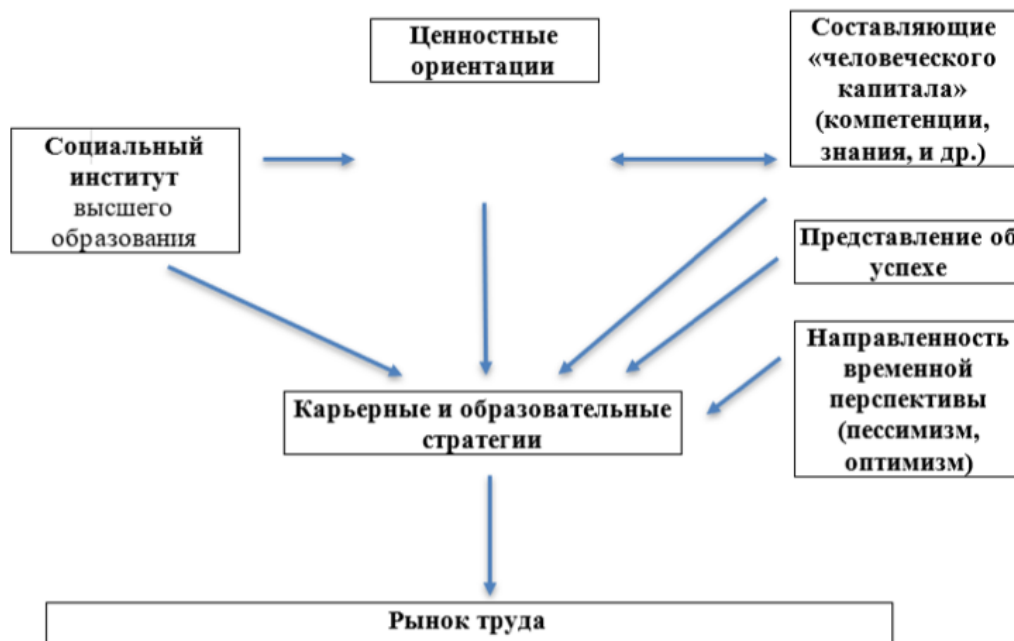 Ценностные
ориентации
Составляющие
«человеческого
капитала»
(компетенции,
знания, и др.)
Социальный
институт
высшего
образования
Представление об
успехе
Направленность
временной
перспективы
(пессимизм,
оптимизм)
Карьерные и образовательные
стратегии
Рынок труда